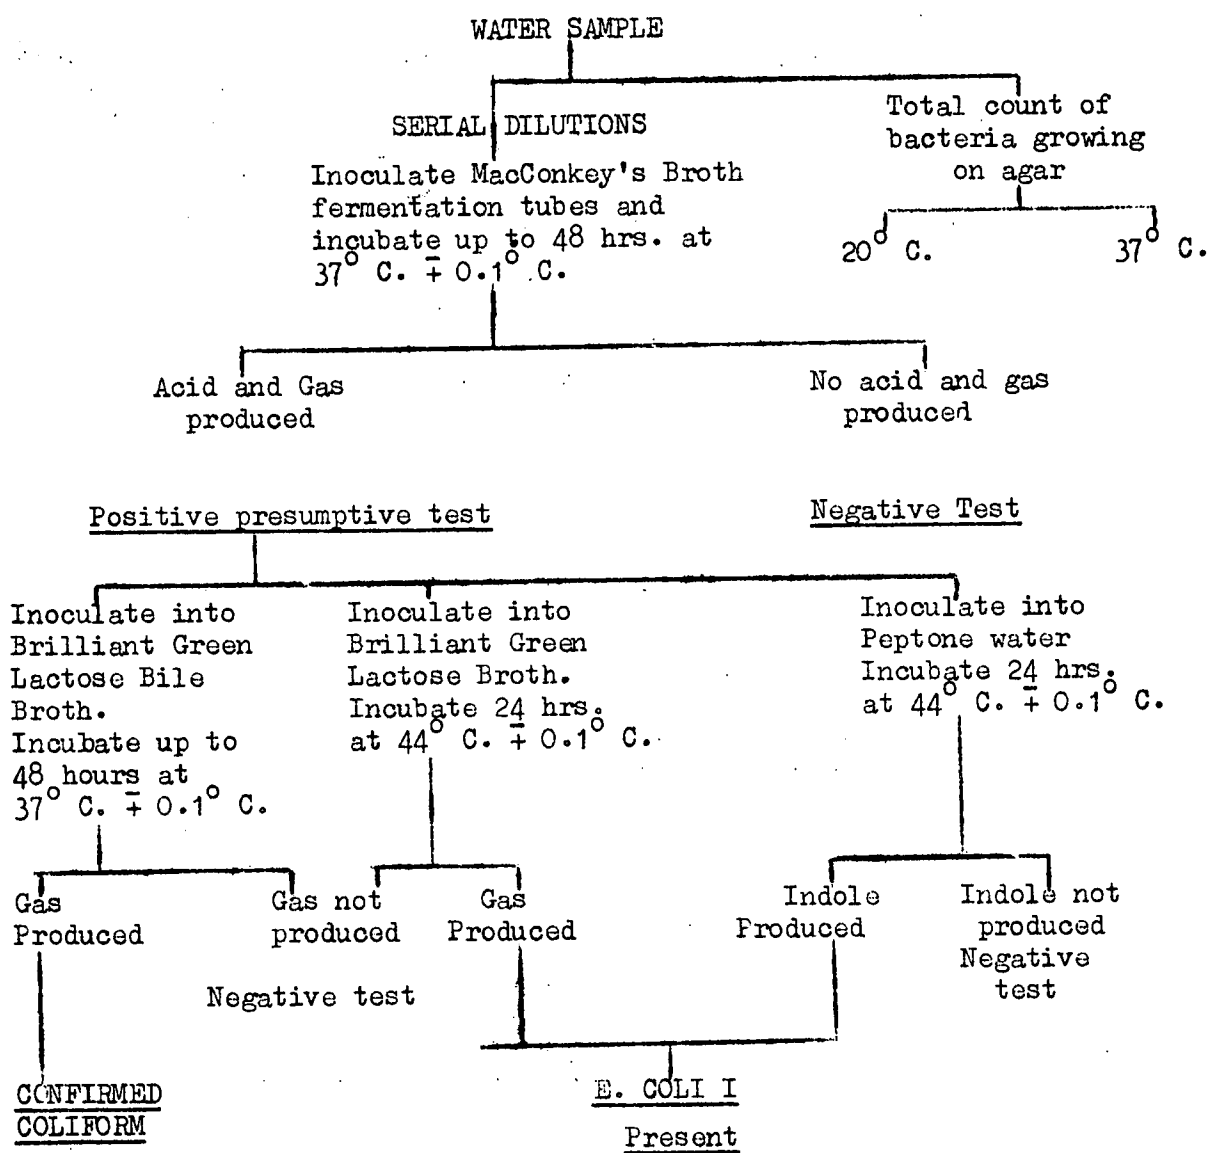 WATER SAMPLE
SERIAL DILUTIONS
Inoculate MacConkey's Broth
fermentation tubes and
incubate up to 48 hrs. at
37° C. ∓ 0.1° C.
Total count of
bacteria growing
on agar
20° C.
37° C.
Acid and Gas
produced
No acid and gas
produced
Positive presumptive test
Negative Test
Inoculate into
Brilliant Green
Lactose Bile
Broth.
Incubate up to
48 hours at
37° C. ∓ 0.1° C.
Inoculate into
Brilliant Green
Lactose Broth.
Incubate 24 hrs.
at 44° C. ∓ 0.1° C.
Inoculate into
Peptone water
Incubate 24 hrs.
at 44° C. ∓ 0.1° C.
Gas
Produced
Gas not
produced
Gas
Produced
Indole
Produced
Indole not
produced
Negative
test
Negative test
CONFIRMED
COLIFORM
E. COLI I
Present